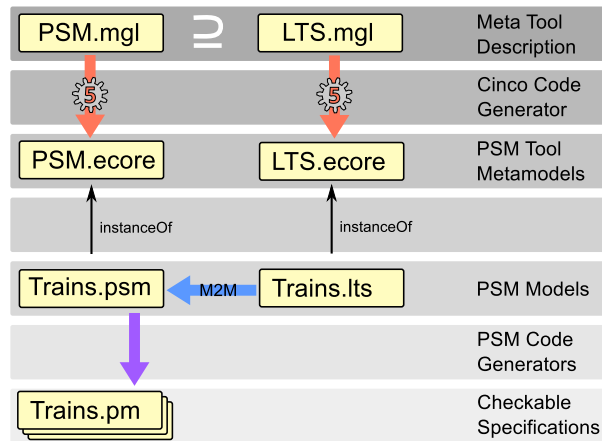 PSM.mgl ⊇ LTS.mgl
Meta Tool
Description
5 5
Cinco Code
Generator
PSM.ecore LTS.ecore
PSM Tool
Metamodels
instanceOf instanceOf
Trains.psm M2M Trains.lts
PSM Models
PSM Code
Generators
Trains.pm
Checkable
Specifications